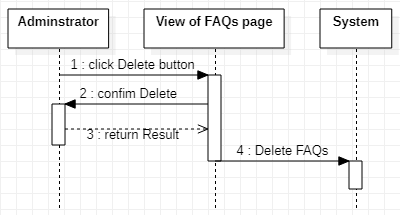 Adminstrator
View of FAQs page
System
1 : click Delete button
2 : confim Delete
3 : return Result
4 : Delete FAQs